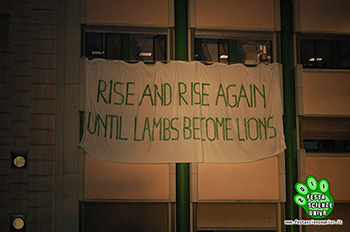 RISE AND RISE AGAIN
UNTIL LAMBS BECOME LIONS
FESTA
SCIENZE
UNIVR